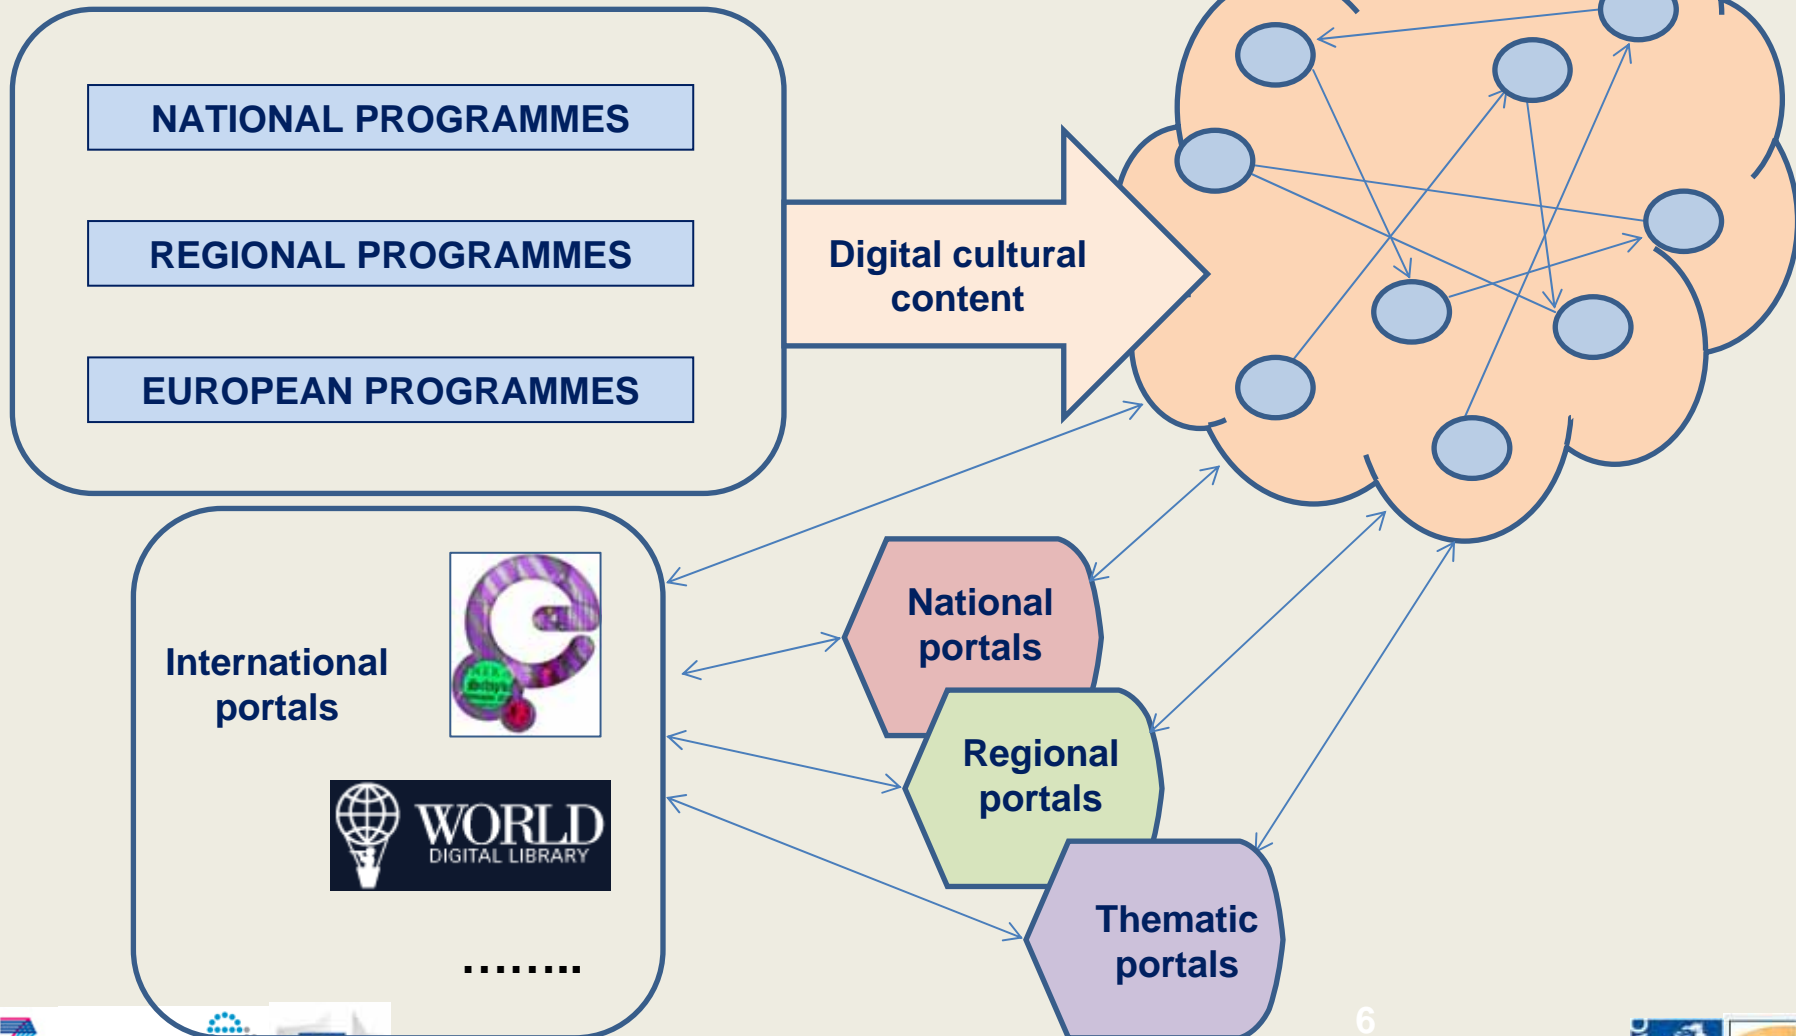 NATIONAL PROGRAMMES
REGIONAL PROGRAMMES
EUROPEAN PROGRAMMES
Digital cultural
content
International
portals
WORLD
DIGITAL LIBRARY
……..
National
portals
Regional
portals
Thematic
portals
6